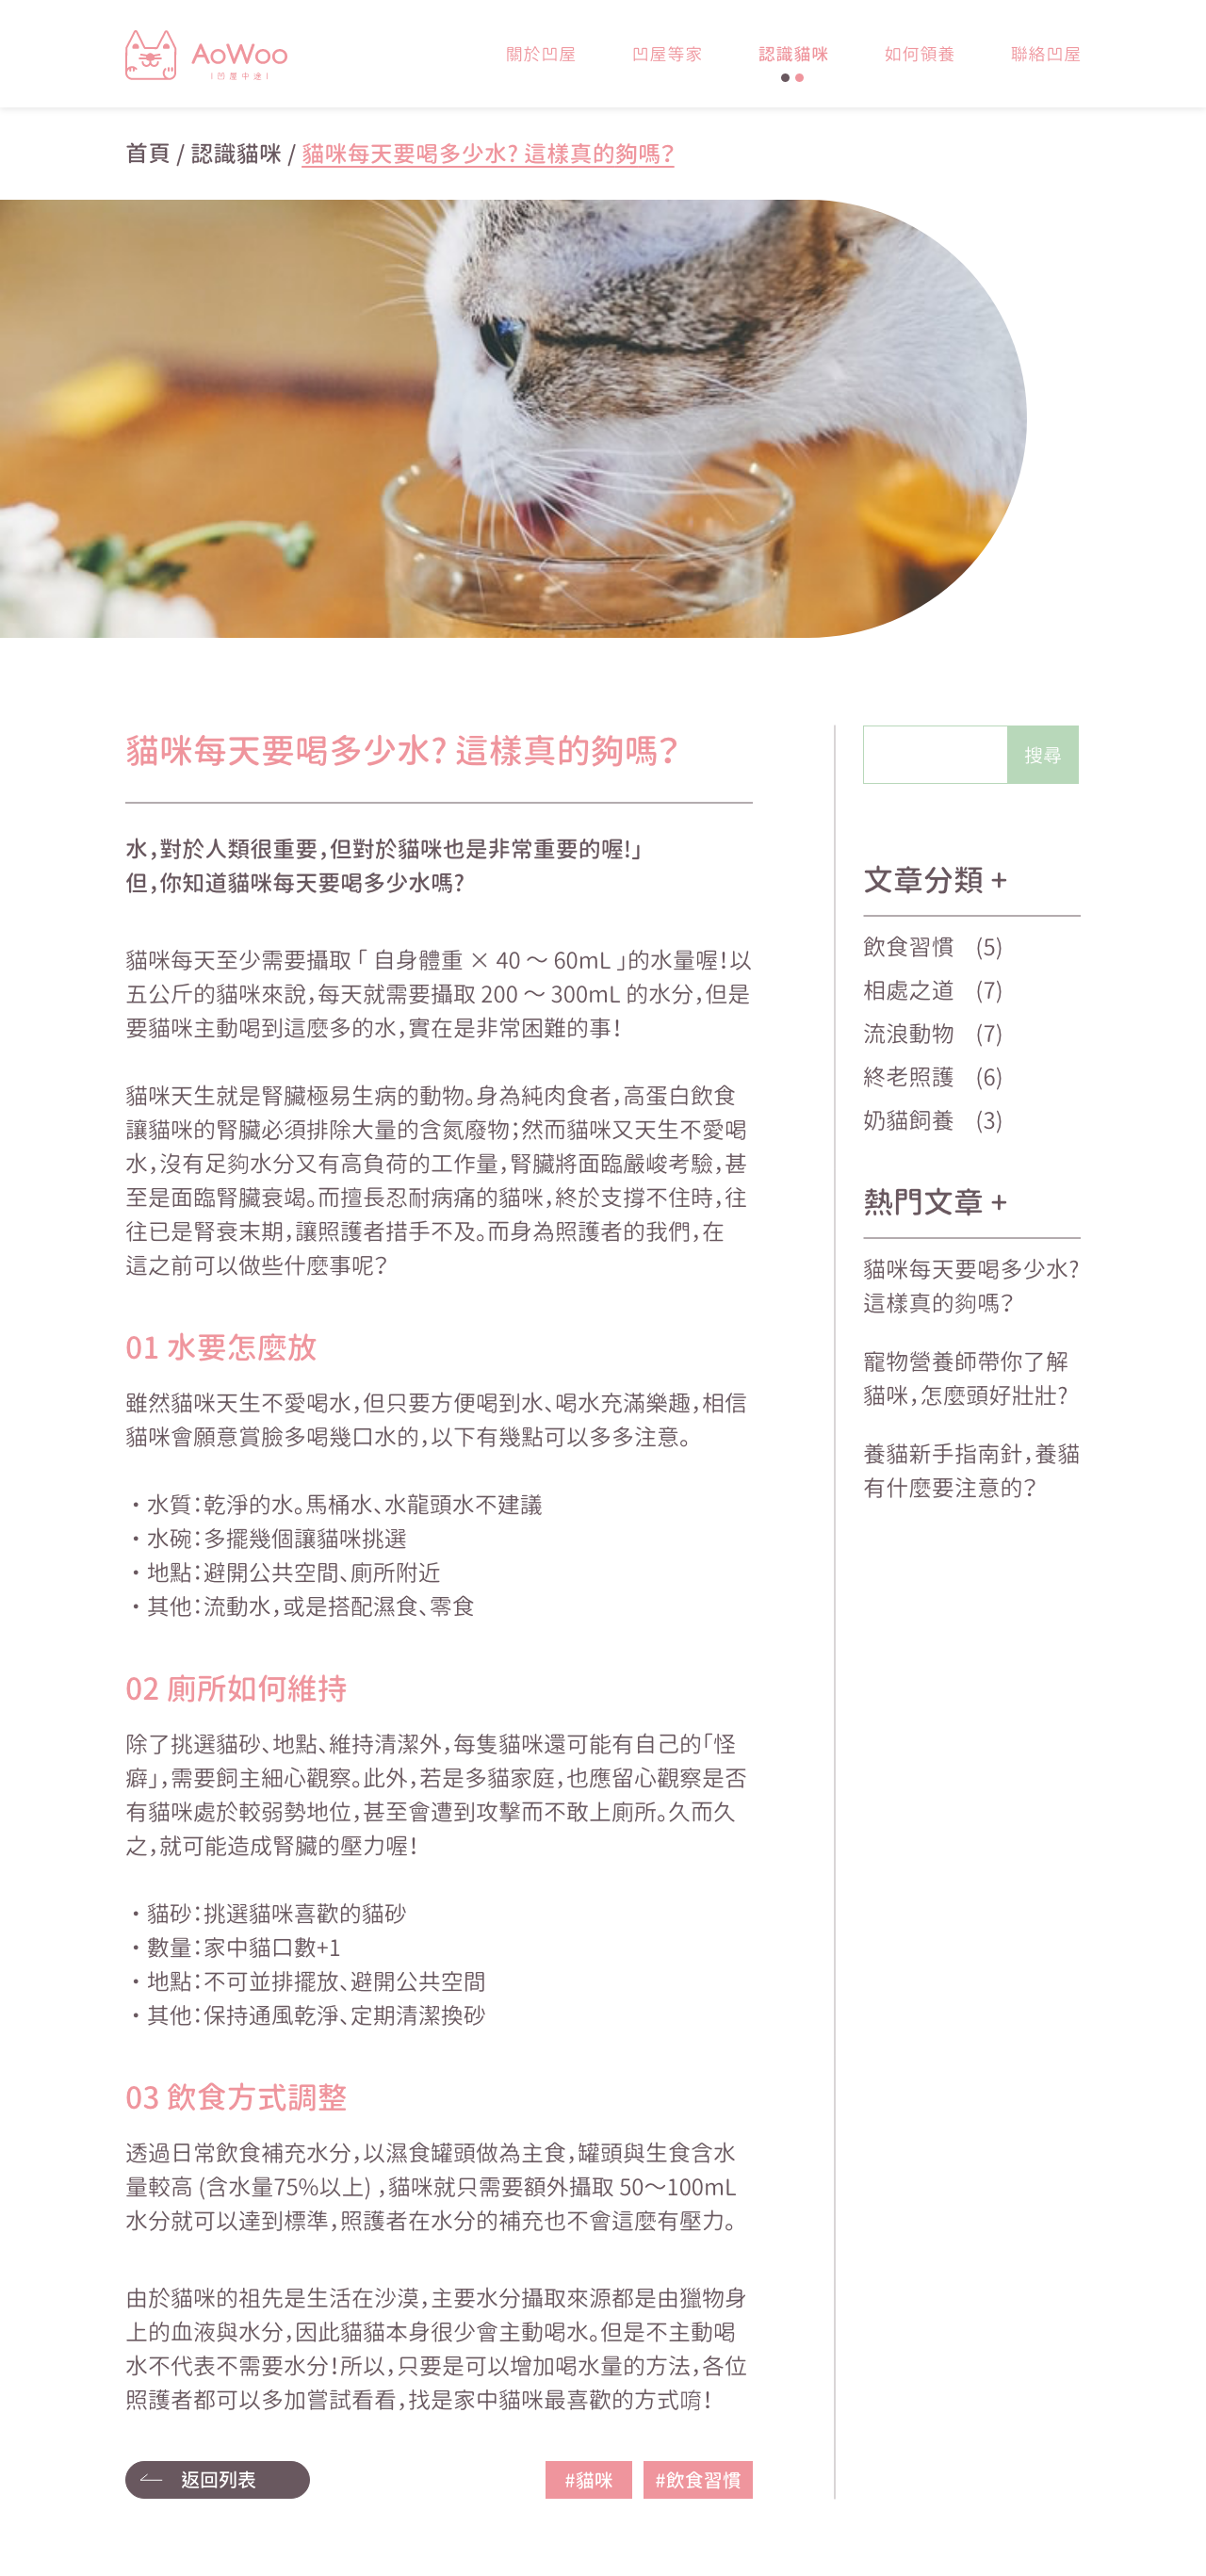 AoWoo
凹屋中途
關於凹屋
凹屋等家
認識貓咪
如何領養
聯絡凹屋
首頁 / 認識貓咪 / 貓咪每天要喝多少水? 這樣真的夠嗎?
貓咪每天要喝多少水? 這樣真的夠嗎?
水，對於人類很重要，但對於貓咪也是非常重要的喔!」
但，你知道貓咪每天要喝多少水嗎?
貓咪每天至少需要攝取「 自身體重 × 40 ～ 60mL 」的水量喔！以
五公斤的貓咪來說，每天就需要攝取 200 ～ 300mL 的水分，但是
要貓咪主動喝到這麼多的水，實在是非常困難的事！
貓咪天生就是腎臟極易生病的動物。身為純肉食者，高蛋白飲食
讓貓咪的腎臟必須排除大量的含氮廢物；然而貓咪又天生不愛喝
水，沒有足夠水分又有高負荷的工作量，腎臟將面臨嚴峻考驗，甚
至是面臨腎臟衰竭。而擅長忍耐病痛的貓咪，終於支撐不住時，往
往已是腎衰末期，讓照護者措手不及。而身為照護者的我們，在
這之前可以做些什麼事呢？
01 水要怎麼放
雖然貓咪天生不愛喝水，但只要方便喝到水、喝水充滿樂趣，相信
貓咪會願意賞臉多喝幾口水的，以下有幾點可以多多注意。
・水質：乾淨的水。馬桶水、水龍頭水不建議
・水碗：多擺幾個讓貓咪挑選
・地點：避開公共空間、廁所附近
・其他：流動水，或是搭配濕食、零食
02 廁所如何維持
除了挑選貓砂、地點、維持清潔外，每隻貓咪還可能有自己的「怪
癖」，需要飼主細心觀察。此外，若是多貓家庭，也應留心觀察是否
有貓咪處於較弱勢地位，甚至會遭到攻擊而不敢上廁所。久而久
之，就可能造成腎臟的壓力喔！
・貓砂：挑選貓咪喜歡的貓砂
・數量：家中貓口數+1
・地點：不可並排擺放、避開公共空間
・其他：保持通風乾淨、定期清潔換砂
03 飲食方式調整
透過日常飲食補充水分，以濕食罐頭做為主食，罐頭與生食含水
量較高 (含水量75%以上) ，貓咪就只需要額外攝取 50～100mL
水分就可以達到標準，照護者在水分的補充也不會這麼有壓力。
由於貓咪的祖先是生活在沙漠，主要水分攝取來源都是由獵物身
上的血液與水分，因此貓貓本身很少會主動喝水。但是不主動喝
水不代表不需要水分！所以，只要是可以增加喝水量的方法，各位
照護者都可以多加嘗試看看，找是家中貓咪最喜歡的方式唷！
返回列表
#貓咪
#飲食習慣
搜尋
文章分類 +
飲食習慣 (5)
相處之道 (7)
流浪動物 (7)
終老照護 (6)
奶貓飼養 (3)
熱門文章 +
貓咪每天要喝多少水?
這樣真的夠嗎？
寵物營養師帶你了解
貓咪，怎麼頭好壯壯?
養貓新手指南針，養貓
有什麼要注意的？